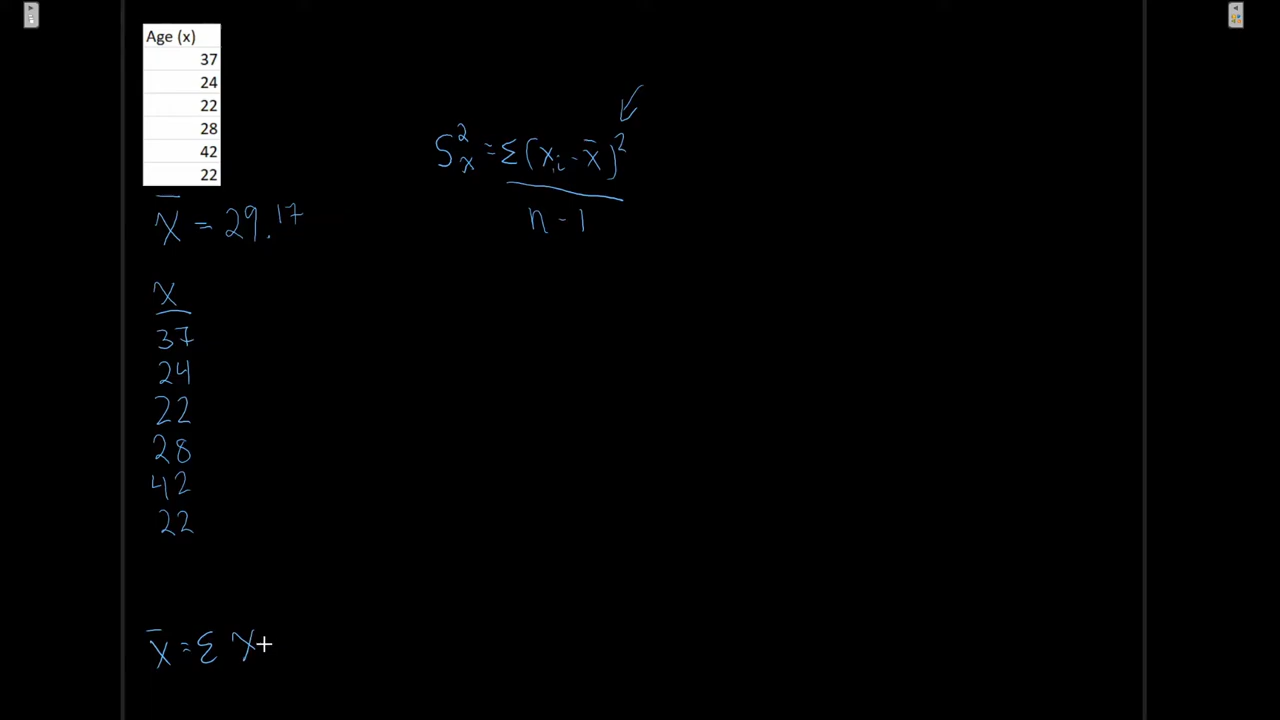 Age (x)
37
24
22
28
42
22
x̄ = 29.17
S²ₓ = Σ(xᵢ - x̄)²
n - 1
x
37
24
22
28
42
22
x̄ = Σ x